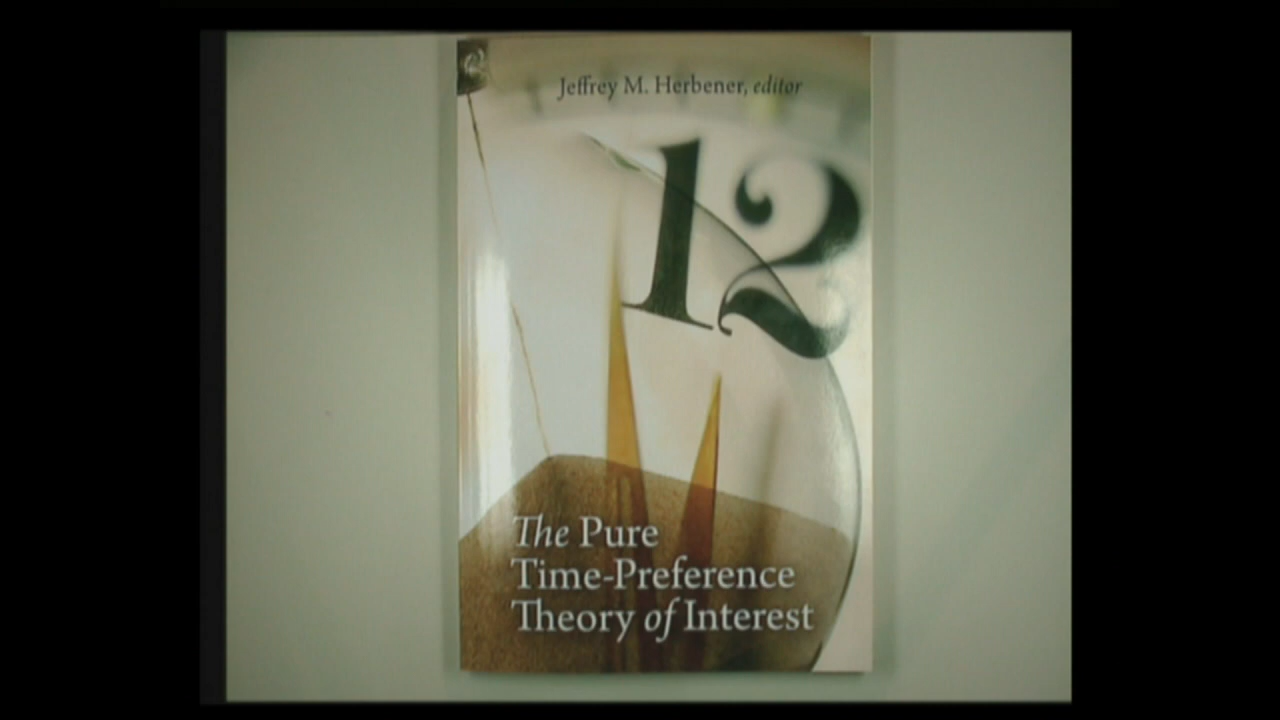 Jeffrey M. Herbener, editor
12
The Pure
Time-Preference
Theory of Interest